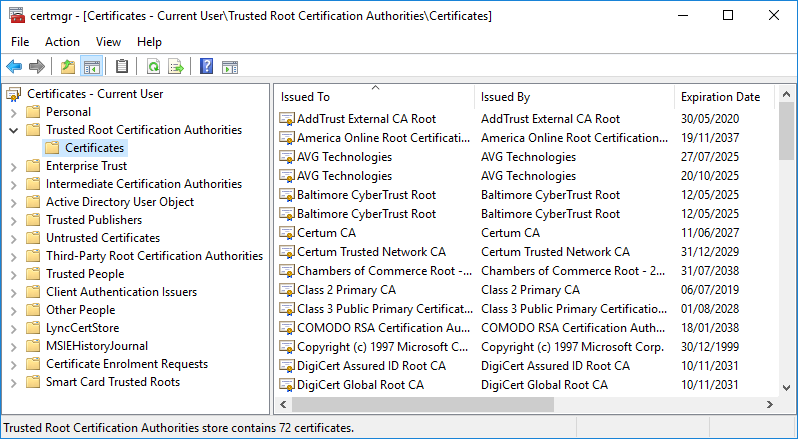 certmgr - [Certificates - Current User\Trusted Root Certification Authorities\Certificates]
File Action View Help
Certificates - Current User
Personal
Trusted Root Certification Authorities
Certificates
Enterprise Trust
Intermediate Certification Authorities
Active Directory User Object
Trusted Publishers
Untrusted Certificates
Third-Party Root Certification Authorities
Trusted People
Client Authentication Issuers
Other People
LyncCertStore
MSIEHistoryJournal
Certificate Enrolment Requests
Smart Card Trusted Roots
Issued To Issued By Expiration Date
AddTrust External CA Root AddTrust External CA Root 30/05/2020
America Online Root Certificati... America Online Root Certificati... 19/11/2037
AVG Technologies AVG Technologies 27/07/2025
AVG Technologies AVG Technologies 20/10/2025
Baltimore CyberTrust Root Baltimore CyberTrust Root 12/05/2025
Baltimore CyberTrust Root Baltimore CyberTrust Root 12/05/2025
Certum CA Certum CA 11/06/2027
Certum Trusted Network CA Certum Trusted Network CA 31/12/2029
Chambers of Commerce Root -... Chambers of Commerce Root - 2... 31/07/2038
Class 2 Primary CA Class 2 Primary CA 06/07/2019
Class 3 Public Primary Certificat... Class 3 Public Primary Certificat... 01/08/2028
COMODO RSA Certification Au... COMODO RSA Certification Auth... 18/01/2038
Copyright (c) 1997 Microsoft C... Copyright (c) 1997 Microsoft Corp. 30/12/1999
DigiCert Assured ID Root CA DigiCert Assured ID Root CA 10/11/2031
DigiCert Global Root CA DigiCert Global Root CA 10/11/2031
Trusted Root Certification Authorities store contains 72 certificates.